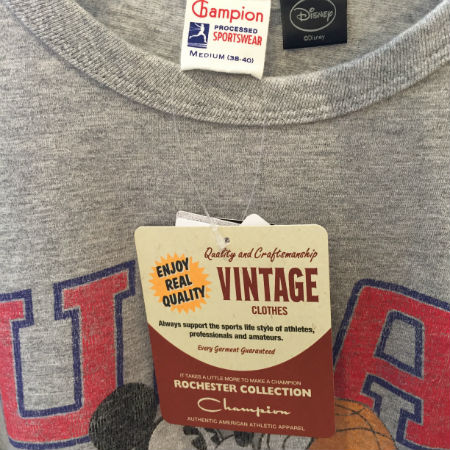 Champion
PROCESSED
SPORTSWEAR
MEDIUM (38-40)
Disney
©Disney
Quality and Craftsmanship
ENJOY
REAL
QUALITY
VINTAGE
CLOTHES
Always support the sports life style of athletes,
professionals and amateurs.
Every Garment Guaranteed
IT TAKES A LITTLE MORE TO MAKE A CHAMPION
ROCHESTER COLLECTION
Champion
AUTHENTIC AMERICAN ATHLETIC APPAREL
U A